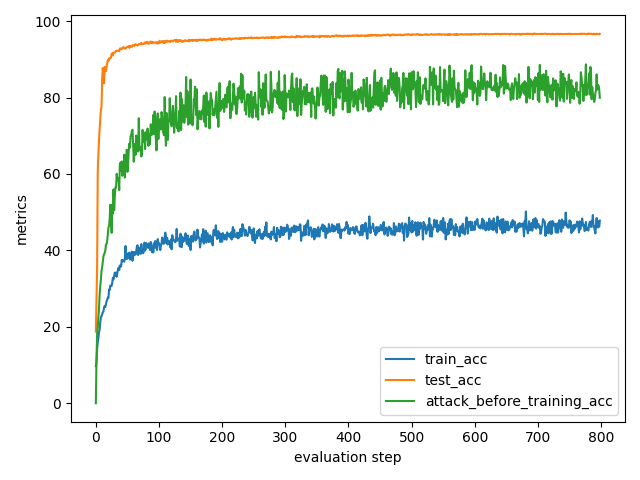 100
80
60
40
20
0
metrics
train_acc
test_acc
attack_before_training_acc
0 100 200 300 400 500 600 700 800
evaluation step